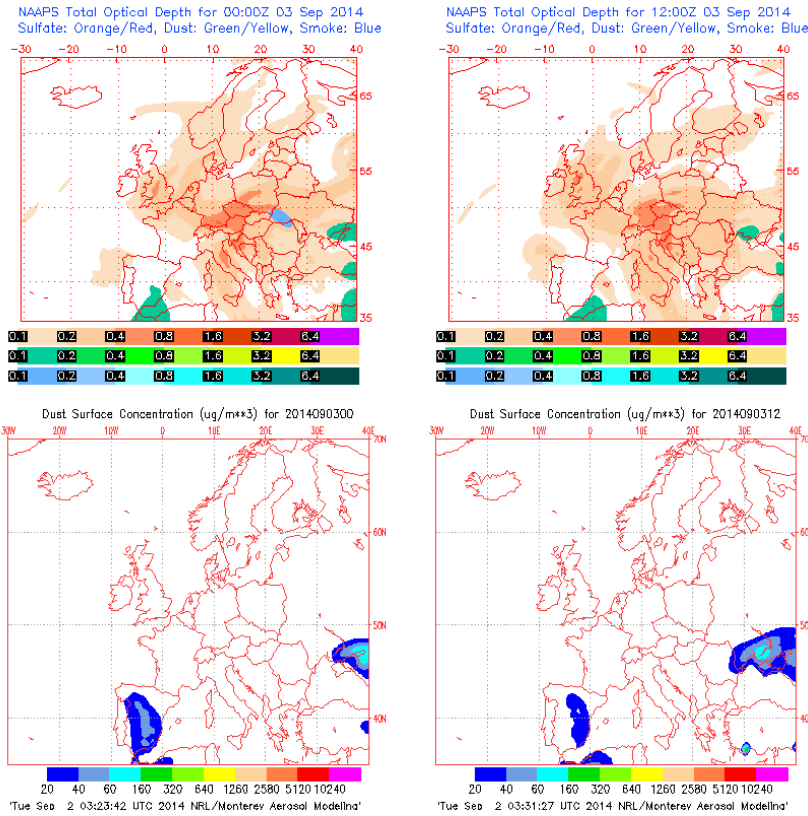 NAAPS Total Optical Depth for 00:00Z 03 Sep 2014
Sulfate: Orange/Red, Dust: Green/Yellow, Smoke: Blue
-30 -20 -10 0 10 20 30 40
65
55
45
35
0.1 0.2 0.4 0.8 1.6 3.2 6.4
0.1 0.2 0.4 0.8 1.6 3.2 6.4
0.1 0.2 0.4 0.8 1.6 3.2 6.4
NAAPS Total Optical Depth for 12:00Z 03 Sep 2014
Sulfate: Orange/Red, Dust: Green/Yellow, Smoke: Blue
-30 -20 -10 0 10 20 30 40
65
55
45
35
0.1 0.2 0.4 0.8 1.6 3.2 6.4
0.1 0.2 0.4 0.8 1.6 3.2 6.4
0.1 0.2 0.4 0.8 1.6 3.2 6.4
Dust Surface Concentration (ug/m**3) for 2014090300
30W 20W 10W 0 10E 20E 30E 40E
70N
60N
50N
40N
20 40 60 160 320 640 1260 2580 5120 10240
'Tue Sep 2 03:23:42 UTC 2014 NRL/Monterey Aerosol Modeling'
Dust Surface Concentration (ug/m**3) for 2014090312
30W 20W 10W 0 10E 20E 30E 40E
70N
60N
50N
40N
20 40 60 160 320 640 1260 2580 5120 10240
'Tue Sep 2 03:31:27 UTC 2014 NRL/Monterey Aerosol Modeling'